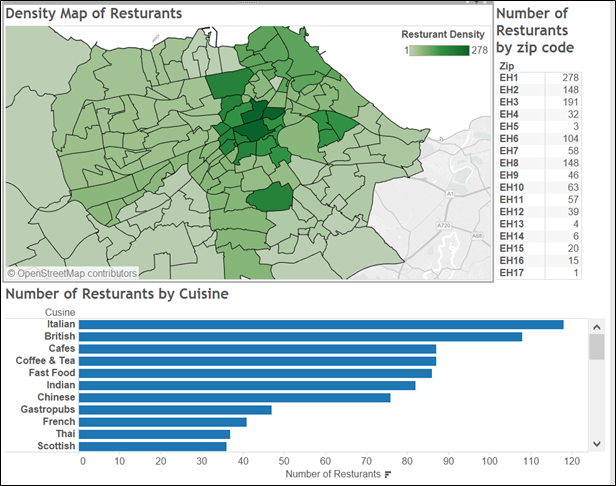 Density Map of Resturants
Resturant Density
1 278
A1
A720
A68
© OpenStreetMap contributors
Number of
Resturants
by zip code
Zip
EH1 278
EH2 148
EH3 191
EH4 32
EH5 3
EH6 104
EH7 58
EH8 148
EH9 46
EH10 63
EH11 57
EH12 39
EH13 4
EH14 6
EH15 20
EH16 15
EH17 1
Number of Resturants by Cuisine
Cusine
Italian
British
Cafes
Coffee & Tea
Fast Food
Indian
Chinese
Gastropubs
French
Thai
Scottish
0 10 20 30 40 50 60 70 80 90 100 110 120
Number of Resturants